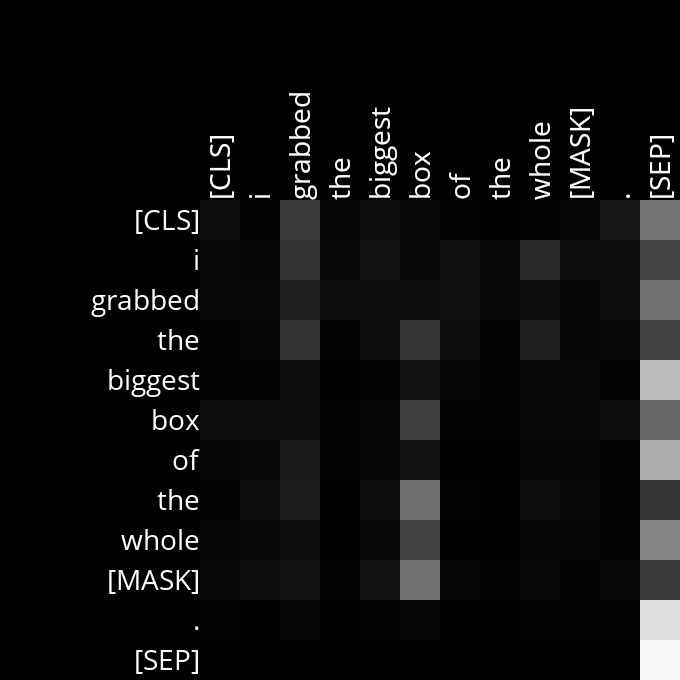 [CLS] i grabbed the biggest box of the whole [MASK] . [SEP]
[CLS]
i
grabbed
the
biggest
box
of
the
whole
[MASK]
.
[SEP]